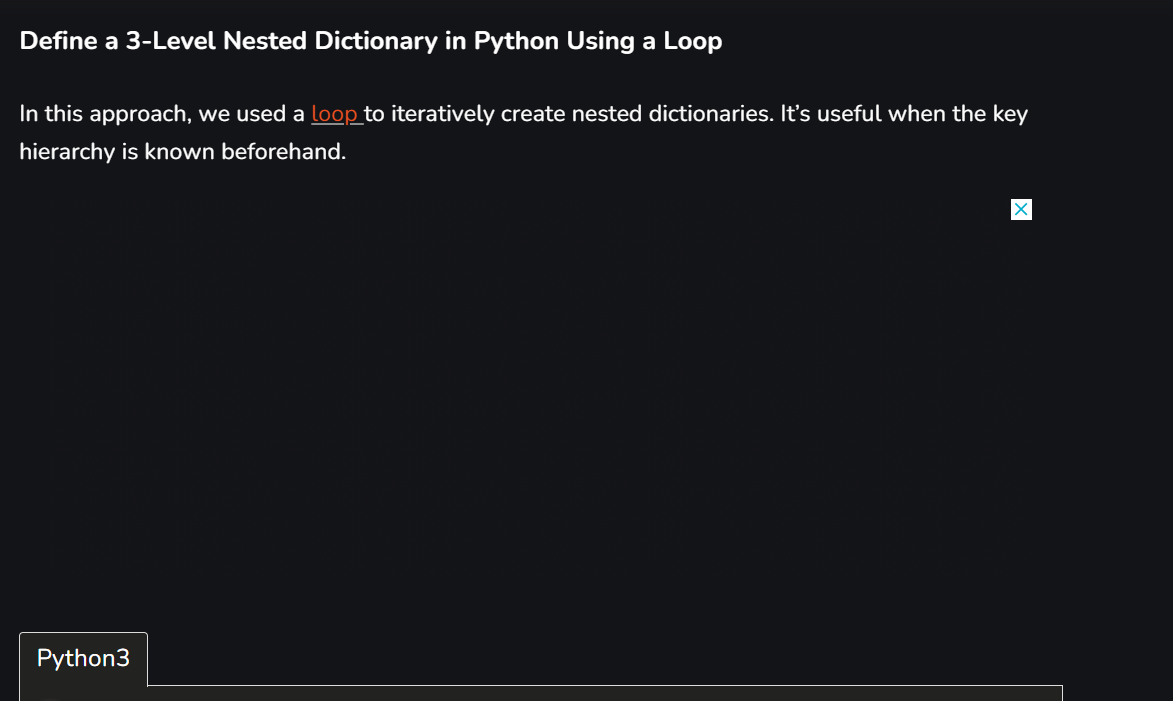 Define a 3-Level Nested Dictionary in Python Using a Loop
In this approach, we used a loop to iteratively create nested dictionaries. It’s useful when the key
hierarchy is known beforehand.
Python3